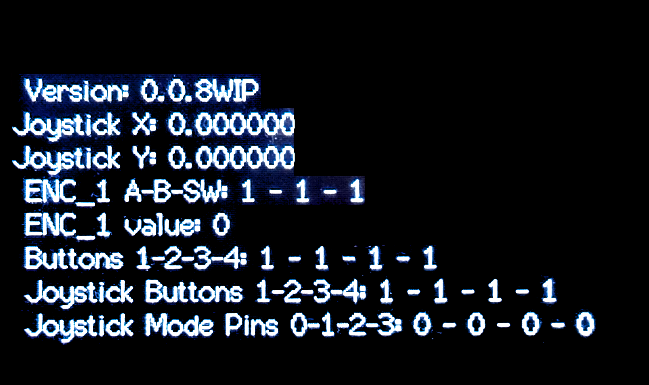 Version: 0.0.8WIP
Joystick X: 0.000000
Joystick Y: 0.000000
ENC_1 A-B-SW: 1 - 1 - 1
ENC_1 value: 0
Buttons 1-2-3-4: 1 - 1 - 1 - 1
Joystick Buttons 1-2-3-4: 1 - 1 - 1 - 1
Joystick Mode Pins 0-1-2-3: 0 - 0 - 0 - 0